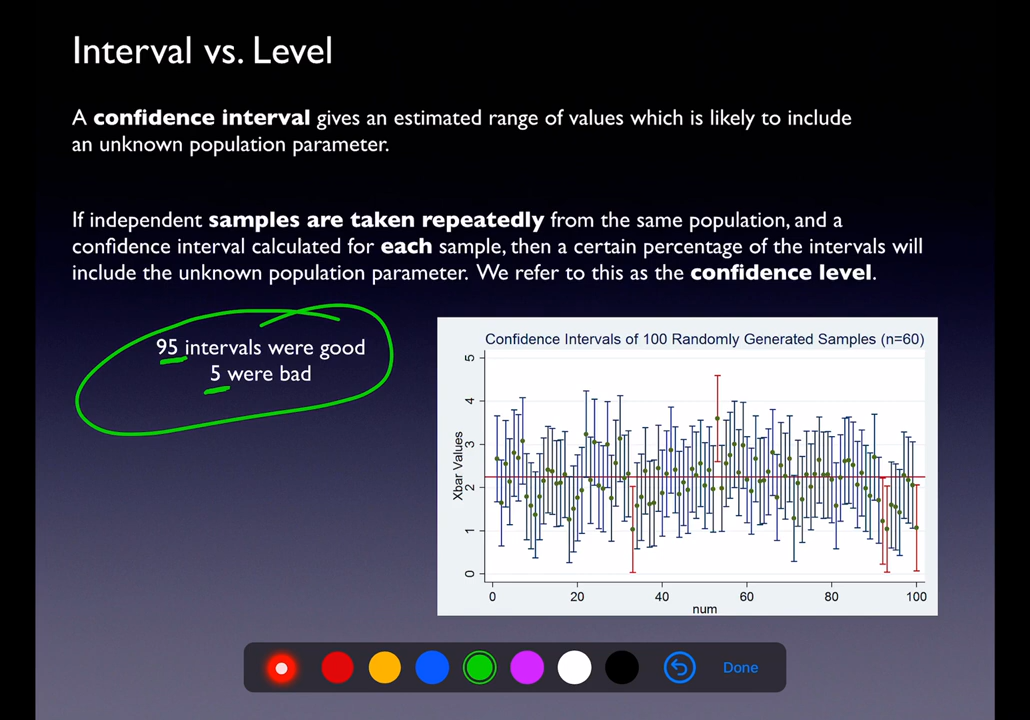 Interval vs. Level
A confidence interval gives an estimated range of values which is likely to include
an unknown population parameter.
If independent samples are taken repeatedly from the same population, and a
confidence interval calculated for each sample, then a certain percentage of the intervals will
include the unknown population parameter. We refer to this as the confidence level.
95 intervals were good
5 were bad
Confidence Intervals of 100 Randomly Generated Samples (n=60)
Xbar Values
5
4
3
2
1
0
0 20 40 60 80 100
num
Done